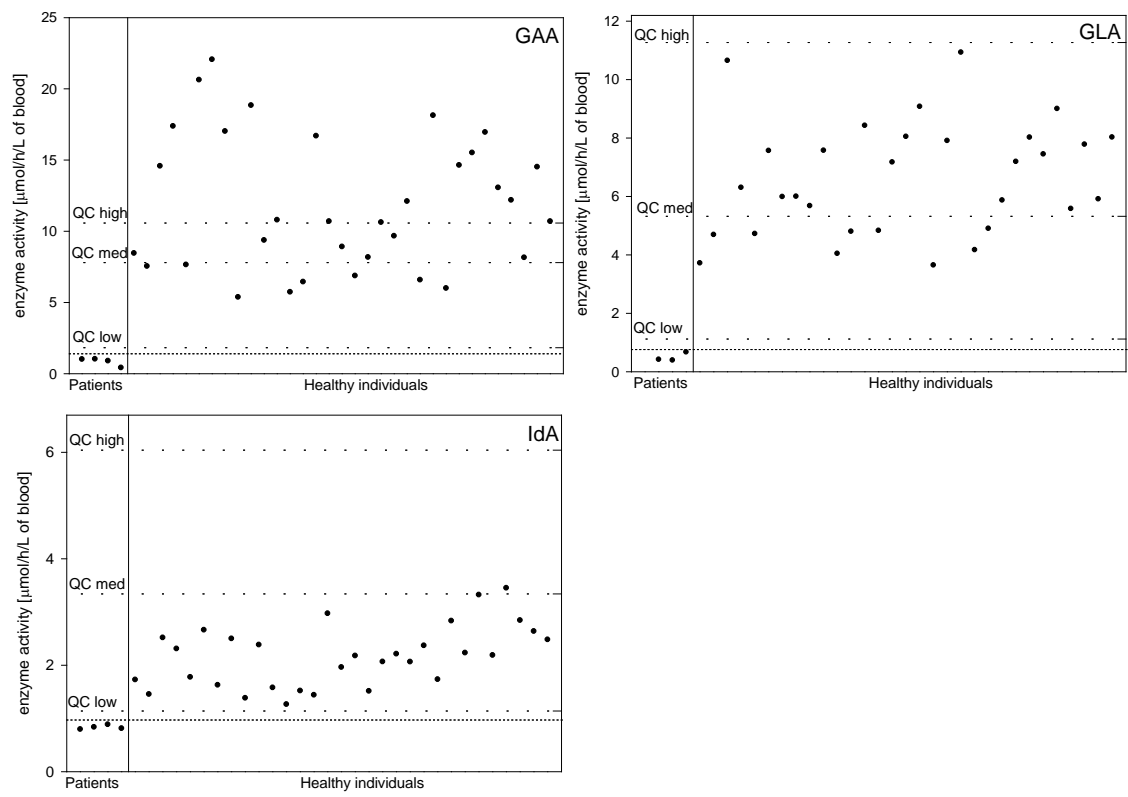 GAA
enzyme activity [µmol/h/L of blood]
25
20
15
10
5
0
QC high
QC med
QC low
Patients
Healthy individuals
GLA
enzyme activity [µmol/h/L of blood]
12
10
8
6
4
2
0
QC high
QC med
QC low
Patients
Healthy individuals
IdA
enzyme activity [µmol/h/L of blood]
6
4
2
0
QC high
QC med
QC low
Patients
Healthy individuals